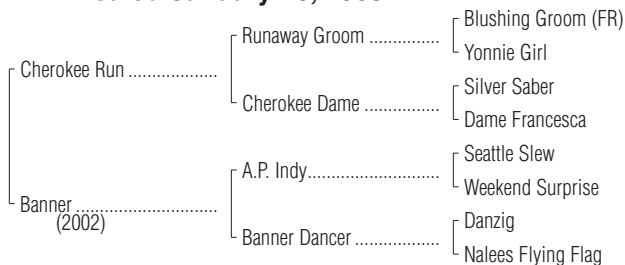 Blushing Groom (FR)
Runaway Groom ................
Yonnie Girl
Cherokee Run ....................
Silver Saber
Cherokee Dame .................
Dame Francesca
Seattle Slew
A.P. Indy..............................
Weekend Surprise
Banner ................................
(2002)
Danzig
Banner Dancer ...................
Nalees Flying Flag